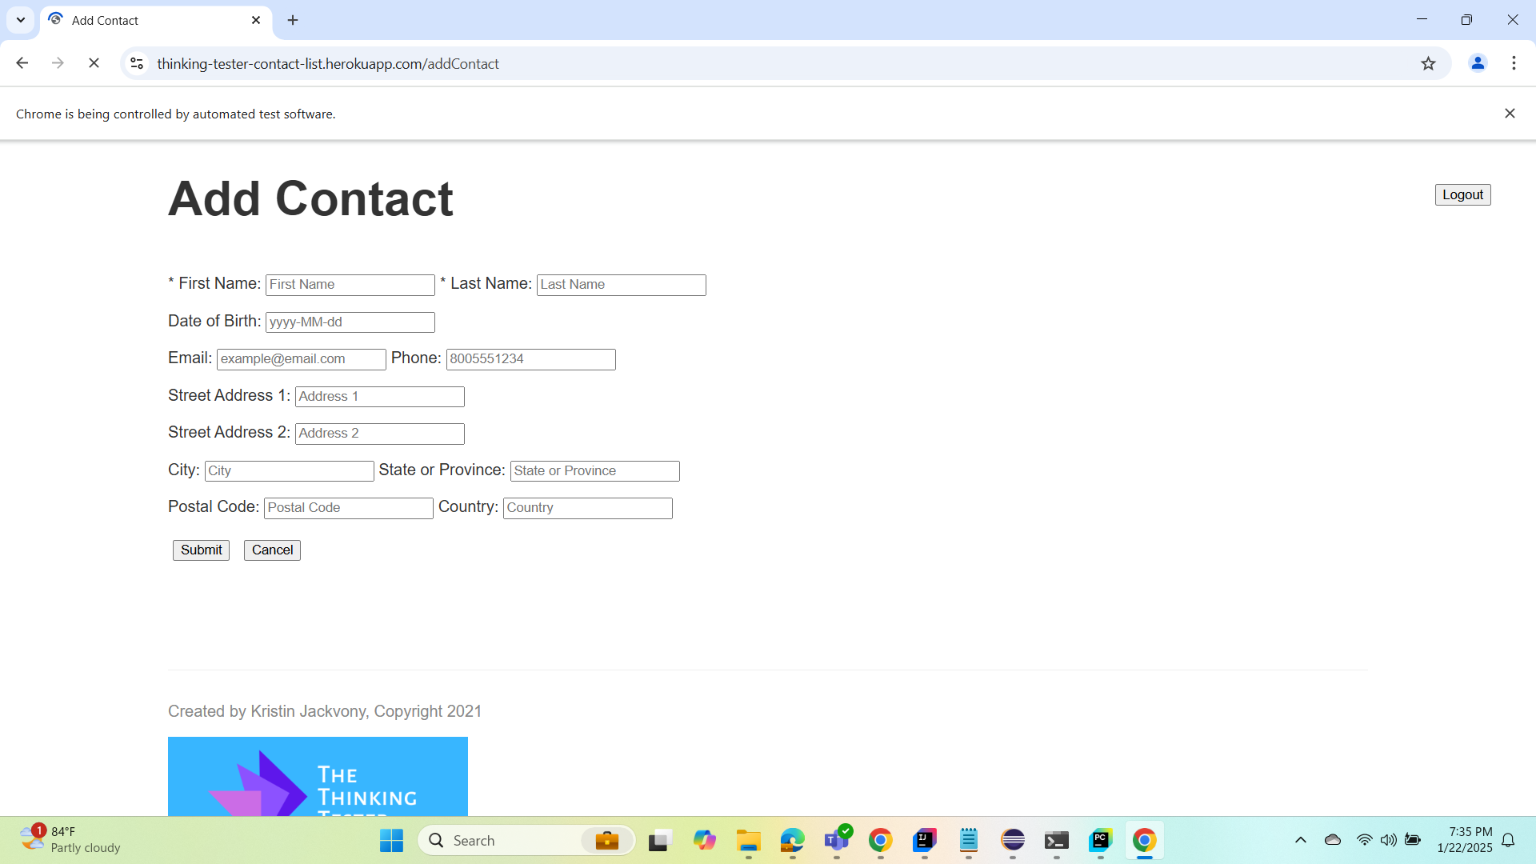 Add Contact
thinking-tester-contact-list.herokuapp.com/addContact
Chrome is being controlled by automated test software.
Add Contact
Logout
* First Name: First Name * Last Name: Last Name
Date of Birth: yyyy-MM-dd
Email: example@email.com Phone: 8005551234
Street Address 1: Address 1
Street Address 2: Address 2
City: City State or Province: State or Province
Postal Code: Postal Code Country: Country
Submit Cancel
Created by Kristin Jackvony, Copyright 2021
THE
THINKING
TESTER
1
84°F
Partly cloudy
Search
7:35 PM
1/22/2025